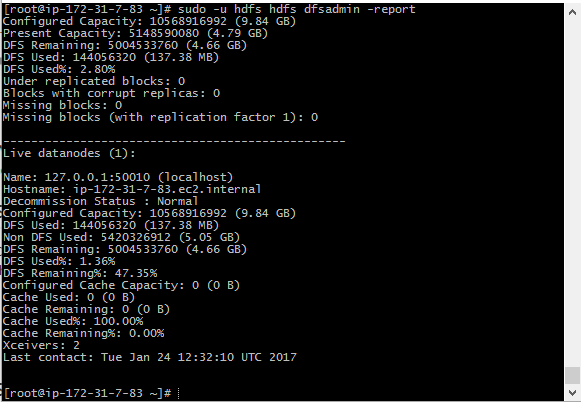 [root@ip-172-31-7-83 ~]# sudo -u hdfs hdfs dfsadmin -report
Configured Capacity: 10568916992 (9.84 GB)
Present Capacity: 5148590080 (4.79 GB)
DFS Remaining: 5004533760 (4.66 GB)
DFS Used: 144056320 (137.38 MB)
DFS Used%: 2.80%
Under replicated blocks: 0
Blocks with corrupt replicas: 0
Missing blocks: 0
Missing blocks (with replication factor 1): 0
-------------------------------------------------
Live datanodes (1):
Name: 127.0.0.1:50010 (localhost)
Hostname: ip-172-31-7-83.ec2.internal
Decommission Status : Normal
Configured Capacity: 10568916992 (9.84 GB)
DFS Used: 144056320 (137.38 MB)
Non DFS Used: 5420326912 (5.05 GB)
DFS Remaining: 5004533760 (4.66 GB)
DFS Used%: 1.36%
DFS Remaining%: 47.35%
Configured Cache Capacity: 0 (0 B)
Cache Used: 0 (0 B)
Cache Remaining: 0 (0 B)
Cache Used%: 100.00%
Cache Remaining%: 0.00%
Xceivers: 2
Last contact: Tue Jan 24 12:32:10 UTC 2017
[root@ip-172-31-7-83 ~]#